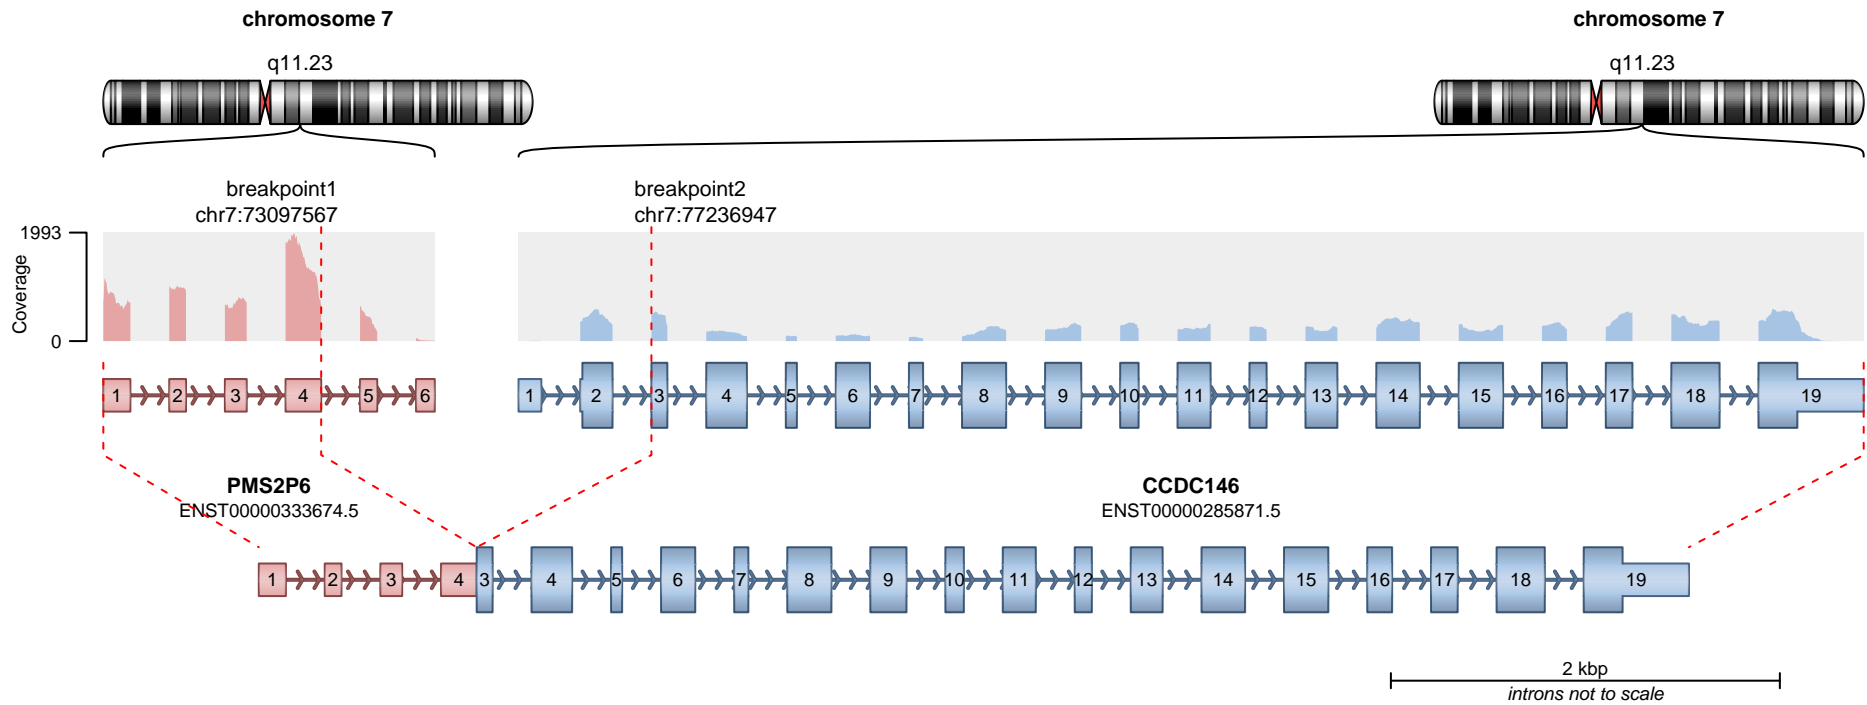 chromosome 7
chromosome 7
q11.23
q11.23
breakpoint1
chr7:73097567
breakpoint2
chr7:77236947
1993
Coverage
0
1 2 3 4 5 6
1 2 3 4 5 6 7 8 9 10 11 12 13 14 15 16 17 18 19
PMS2P6
ENST00000333674.5
CCDC146
ENST00000285871.5
1 2 3 4 3 4 5 6 7 8 9 10 11 12 13 14 15 16 17 18 19
2 kbp
introns not to scale